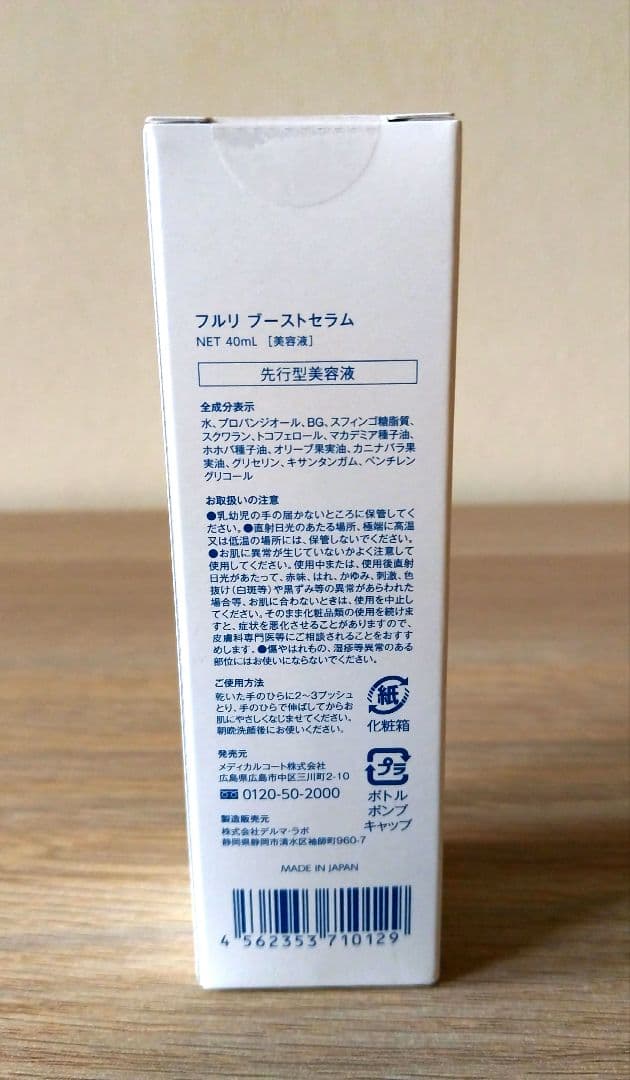 フルリ ブーストセラム
NET 40mL ［美容液］
先行型美容液
全成分表示
水、プロパンジオール、BG、スフィンゴ糖脂質、
スクワラン、トコフェロール、マカデミア種子油、
ホホバ種子油、オリーブ果実油、カニナバラ果
実油、グリセリン、キサンタンガム、ペンチレン
グリコール
お取扱いの注意
●乳幼児の手の届かないところに保管してく
ださい。●直射日光のあたる場所、極端に高温
又は低温の場所には、保管しないでください。
●お肌に異常が生じていないかよく注意して
使用してください。使用中または、使用後直射
日光があたって、赤味、はれ、かゆみ、刺激、色
抜け(白斑等)や黒ずみ等の異常があらわれた
場合等、お肌に合わないときは、使用を中止し
てください。そのまま化粧品類の使用を続けま
すと、症状を悪化させることがありますので、
皮膚科専門医等にご相談されることをおすす
めします。●傷やはれもの、湿疹等異常のある
部位にはお使いにならないでください。
ご使用方法
乾いた手のひらに2〜3プッシュ
とり、手のひらで伸ばしてからお
肌にやさしくなじませてください。
朝晩洗顔後にお使いください。
紙
化粧箱
発売元
メディカルコート株式会社
広島県広島市中区三川町2-10
0120-50-2000
プラ
ボトル
ポンプ
キャップ
製造販売元
株式会社デルマ・ラボ
静岡県静岡市清水区袖師町960-7
MADE IN JAPAN
4 562353 710129